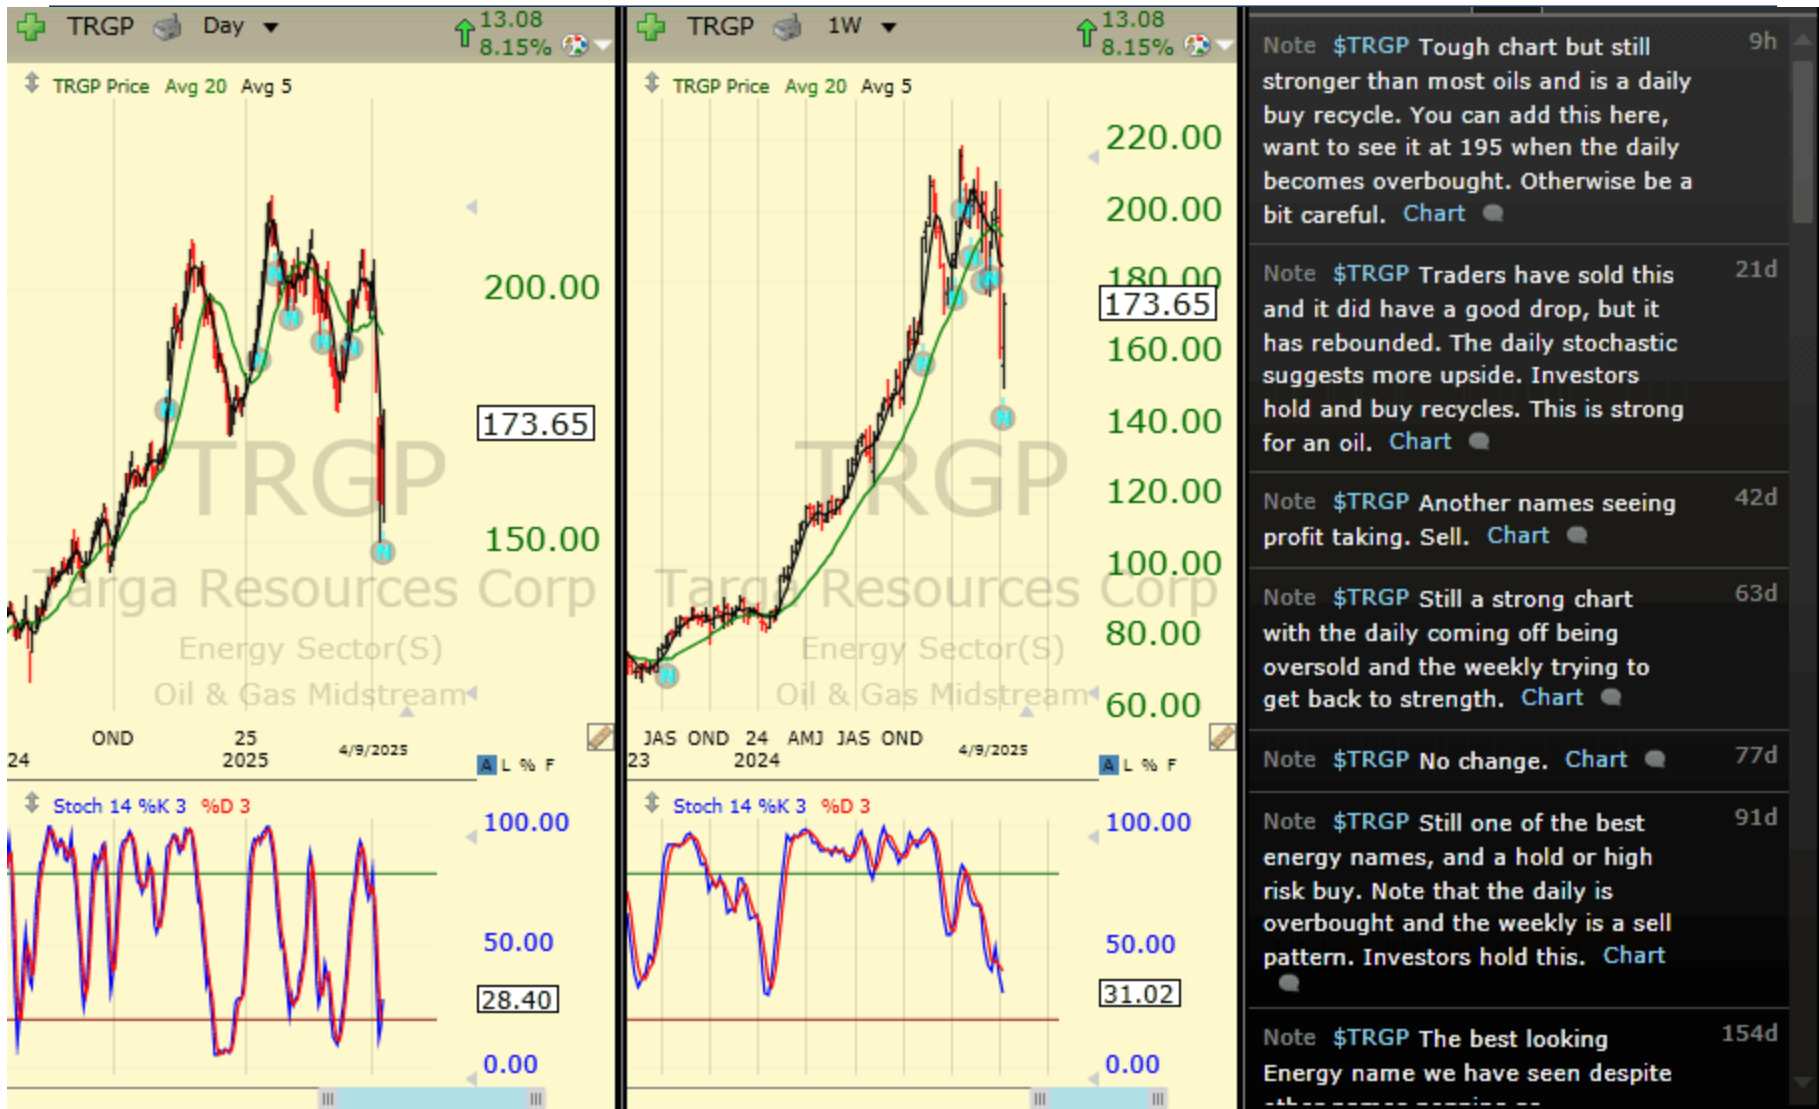 TRGP Day 13.08
8.15%
TRGP Price Avg 20 Avg 5
200.00
173.65
150.00
TRGP
Targa Resources Corp
Energy Sector(S)
Oil & Gas Midstream
N
N
N
N
N
N
N
OND 25 4/9/2025
24 2025
A L % F
Stoch 14 %K 3 %D 3
100.00
50.00
28.40
0.00
TRGP 1W 13.08
8.15%
TRGP Price Avg 20 Avg 5
220.00
200.00
180.00
173.65
160.00
140.00
120.00
100.00
80.00
60.00
TRGP
Targa Resources Corp
Energy Sector(S)
Oil & Gas Midstream
N
N
N
N
N
N
N
N
JAS OND 24 AMJ JAS OND 4/9/2025
23 2024
A L % F
Stoch 14 %K 3 %D 3
100.00
50.00
31.02
0.00
Note $TRGP Tough chart but still 9h
stronger than most oils and is a daily
buy recycle. You can add this here,
want to see it at 195 when the daily
becomes overbought. Otherwise be a
bit careful. Chart
Note $TRGP Traders have sold this 21d
and it did have a good drop, but it
has rebounded. The daily stochastic
suggests more upside. Investors
hold and buy recycles. This is strong
for an oil. Chart
Note $TRGP Another names seeing 42d
profit taking. Sell. Chart
Note $TRGP Still a strong chart 63d
with the daily coming off being
oversold and the weekly trying to
get back to strength. Chart
Note $TRGP No change. Chart 77d
Note $TRGP Still one of the best 91d
energy names, and a hold or high
risk buy. Note that the daily is
overbought and the weekly is a sell
pattern. Investors hold this. Chart
Note $TRGP The best looking 154d
Energy name we have seen despite